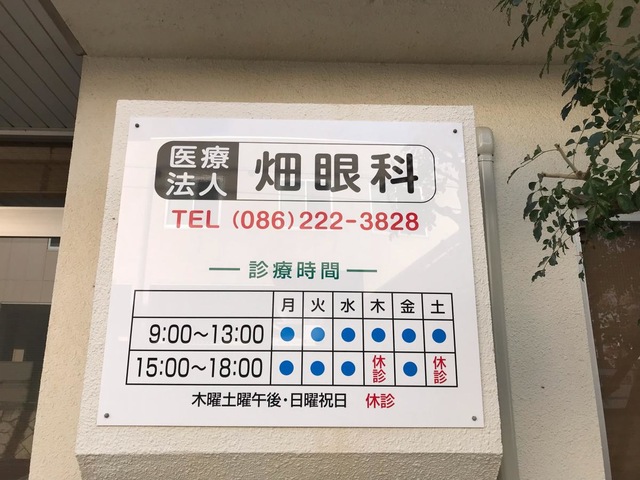 医療法人 畑眼科
TEL (086)222-3828
診療時間
月 火 水 木 金 土
9:00〜13:00 ● ● ● ● ● ●
15:00〜18:00 ● ● ● 休診 ● 休診
木曜土曜午後・日曜祝日 休診